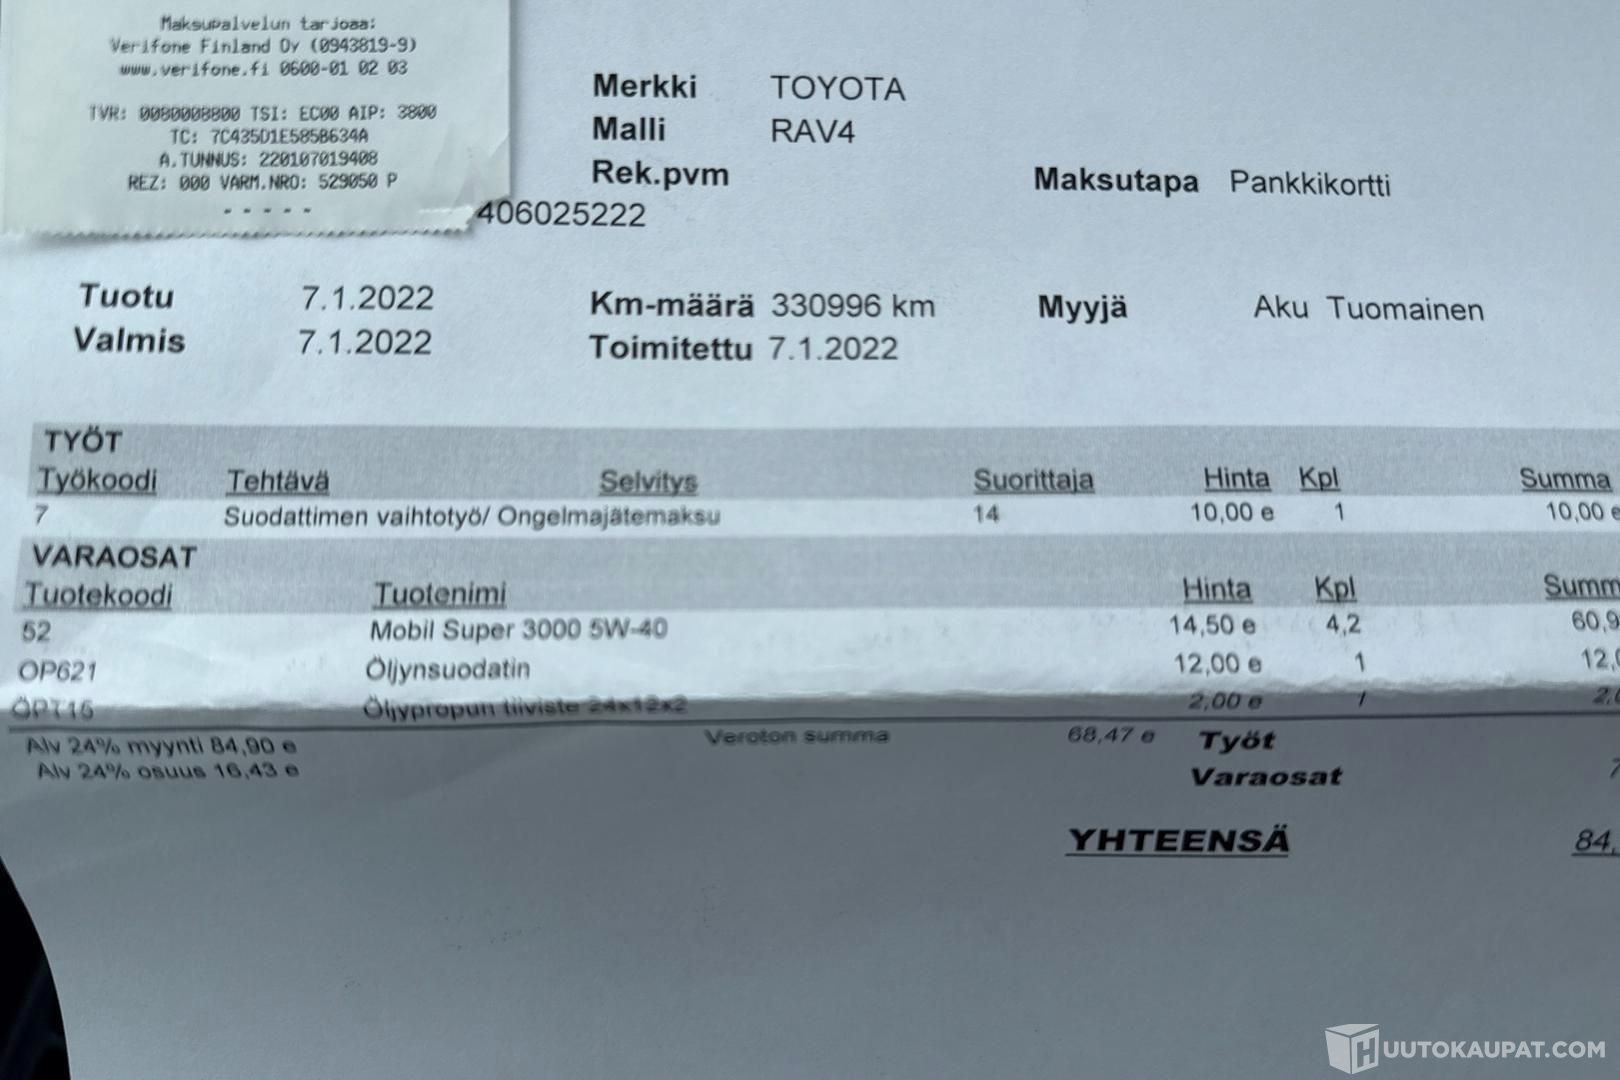 Maksupalvelun tarjoaa:
Verifone Finland Oy (0943819-9)
www.verifone.fi 0600-01 02 03
TVR: 0080008800 TSI: EC00 AIP: 3800
TC: 7C435D1E585B634A
A.TUNNUS: 220107019408
REZ: 000 VARM.NRO: 529050 P
- - - - -
Merkki TOYOTA
Malli RAV4
Rek.pvm
Maksutapa Pankkikortti
406025222
Tuotu 7.1.2022 Km-määrä 330996 km Myyjä Aku Tuomainen
Valmis 7.1.2022 Toimitettu 7.1.2022
TYÖT
Työkoodi Tehtävä Selvitys Suorittaja Hinta Kpl Summa
7 Suodattimen vaihtotyö/ Ongelmajätemaksu 14 10,00 e 1 10,00 e
VARAOSAT
Tuotekoodi Tuotenimi Hinta Kpl Summ
52 Mobil Super 3000 5W-40 14,50 e 4,2 60,9
OP621 Öljynsuodatin 12,00 e 1 12,0
ÖPT16 Öljypropun tiiviste 24x12x2 2,00 e 1 2,0
Alv 24% myynti 84,90 e Veroton summa 68,47 e Työt
Alv 24% osuus 16,43 e Varaosat 7
YHTEENSÄ 84,
HUUTOKAUPAT.COM